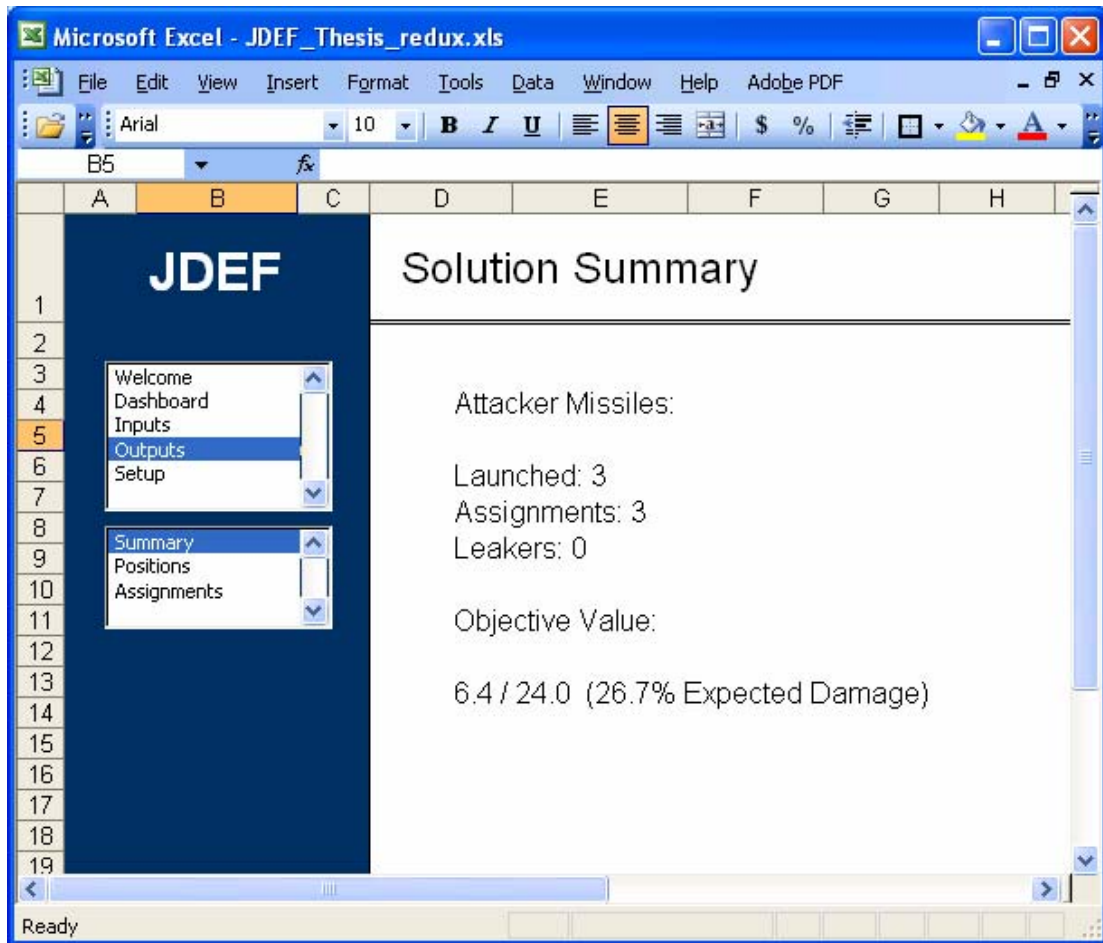 Microsoft Excel - JDEF_Thesis_redux.xls
File Edit View Insert Format Tools Data Window Help Adobe PDF
Arial 10 B I U $ % A
B5 fx
A B C D E F G H
JDEF Solution Summary
1
2
3
4
5
6
7
8
9
10
11
12
13
14
15
16
17
18
19
Welcome
Dashboard
Inputs
Outputs
Setup
Summary
Positions
Assignments
Attacker Missiles:
Launched: 3
Assignments: 3
Leakers: 0
Objective Value:
6.4 / 24.0 (26.7% Expected Damage)
Ready